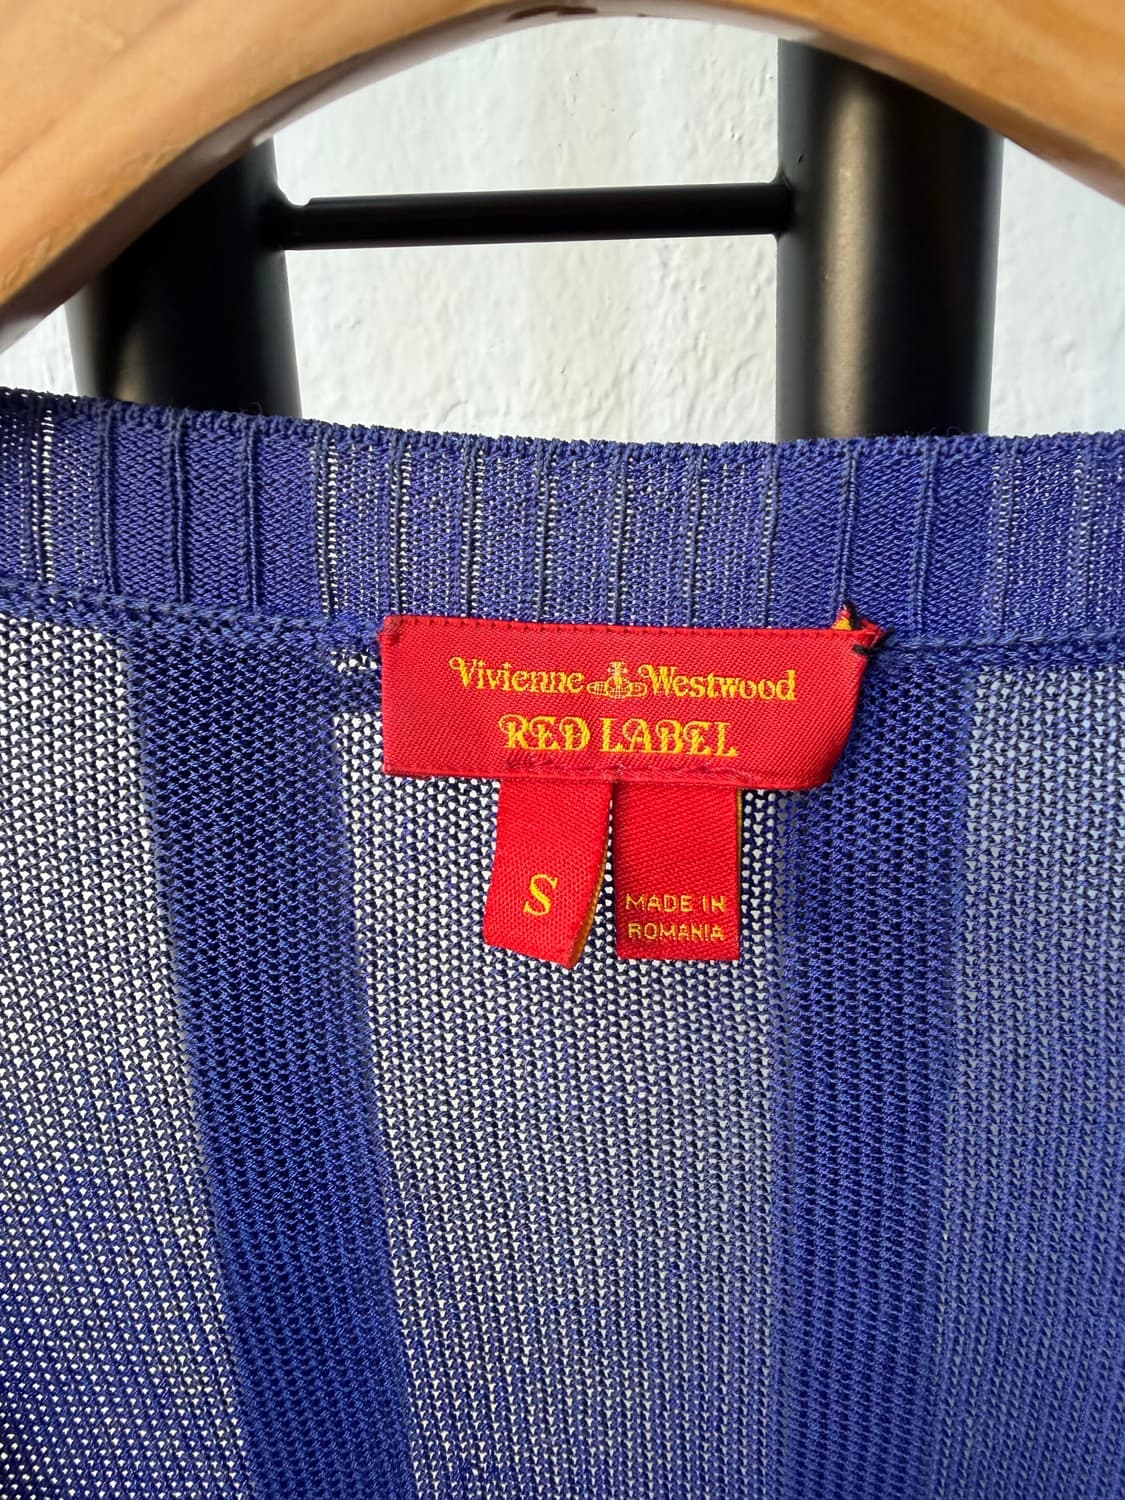 Vivienne Westwood
RED LABEL
S
MADE IN
ROMANIA